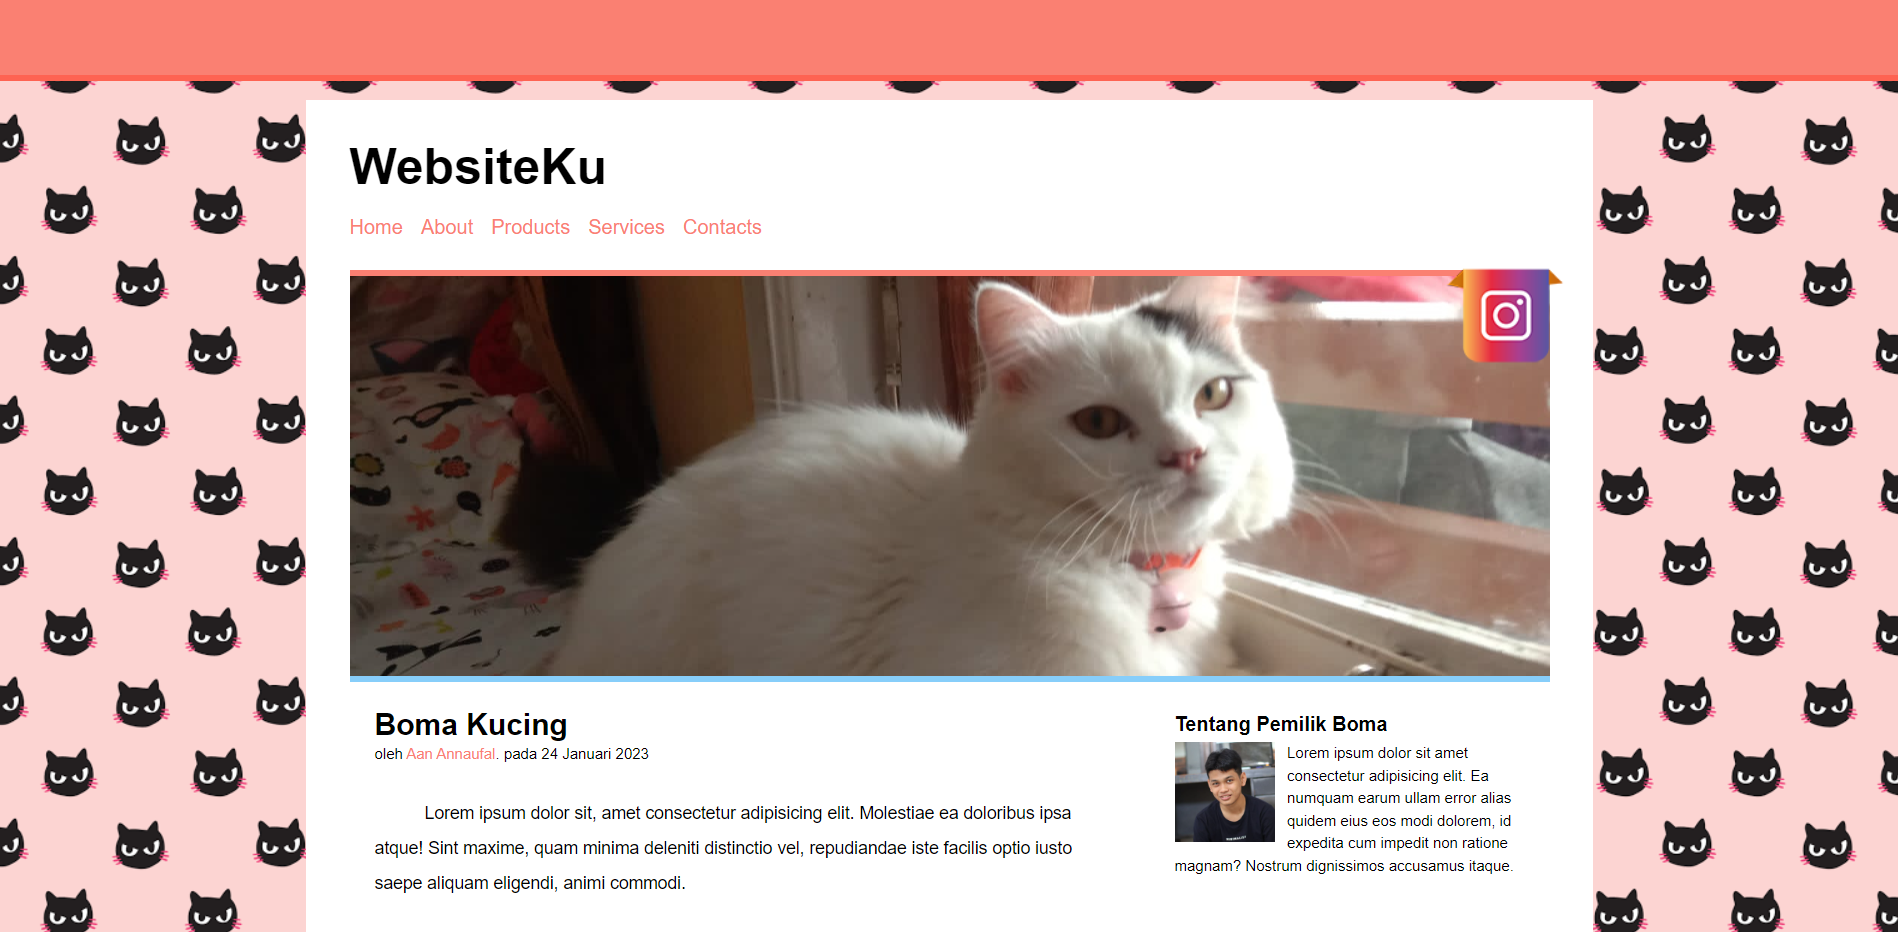 WebsiteKu
Home About Products Services Contacts
Boma Kucing
oleh Aan Annaufal. pada 24 Januari 2023
Lorem ipsum dolor sit, amet consectetur adipisicing elit. Molestiae ea doloribus ipsa
atque! Sint maxime, quam minima deleniti distinctio vel, repudiandae iste facilis optio iusto
saepe aliquam eligendi, animi commodi.
Tentang Pemilik Boma
Lorem ipsum dolor sit amet
consectetur adipisicing elit. Ea
numquam earum ullam error alias
quidem eius eos modi dolorem, id
expedita cum impedit non ratione
magnam? Nostrum dignissimos accusamus itaque.